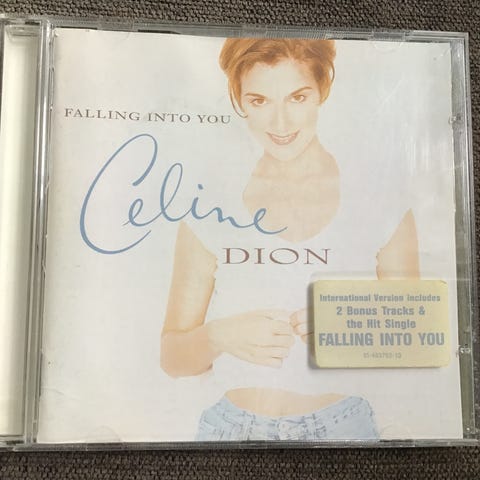 FALLING INTO YOU
Celine
DION
International Version includes
2 Bonus Tracks &
the Hit Single
FALLING INTO YOU